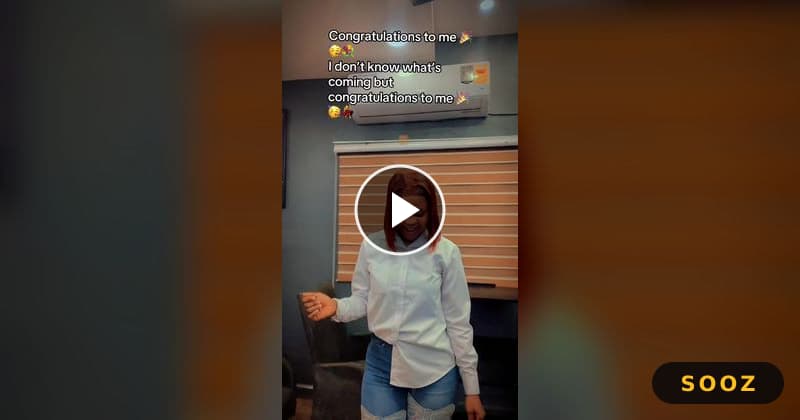 Congratulations to me 🎉
🥳💐
I don't know what's
coming but
congratulations to me 🎉
🥳💃
SOOZ